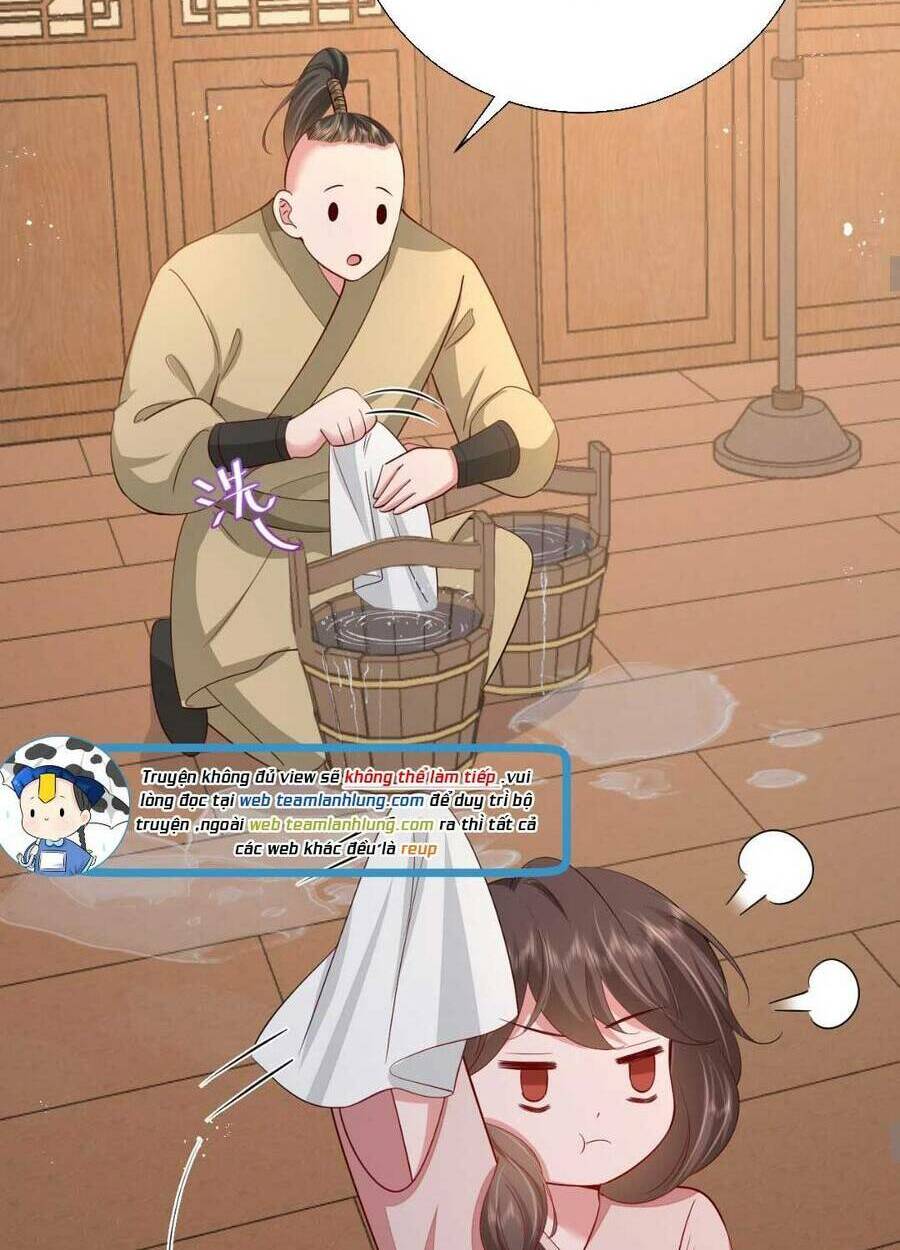 洗
Truyện không đủ view sẽ không thể làm tiếp .vui
lòng đọc tại web teamlanhlung.com để duy trì bộ
truyện ,ngoài web teamlanhlung.com ra thì tất cả
các web khác đều là reup